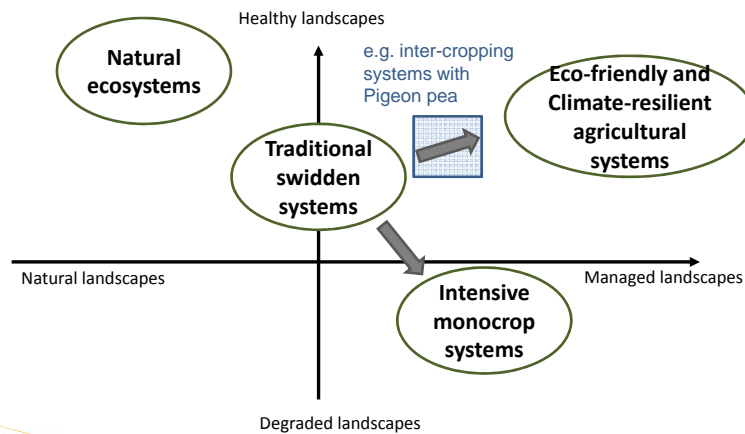 Healthy landscapes
Natural
ecosystems
e.g. inter-cropping
systems with
Pigeon pea
Eco-friendly and
Climate-resilient
agricultural
systems
Traditional
swidden
systems
Natural landscapes
Managed landscapes
Intensive
monocrop
systems
Degraded landscapes